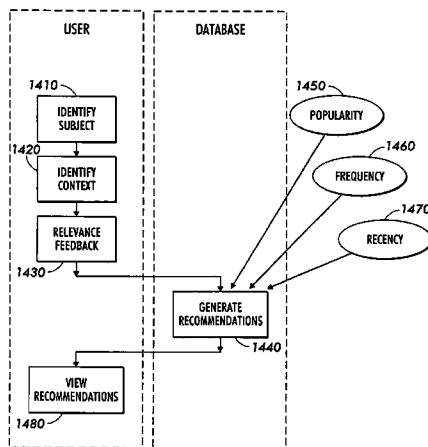 USER
DATABASE
1410
IDENTIFY
SUBJECT
1420
IDENTIFY
CONTEXT
RELEVANCE
FEEDBACK
1430
1450
POPULARITY
1460
FREQUENCY
1470
RECENCY
GENERATE
RECOMMENDATIONS
1440
VIEW
RECOMMENDATIONS
1480